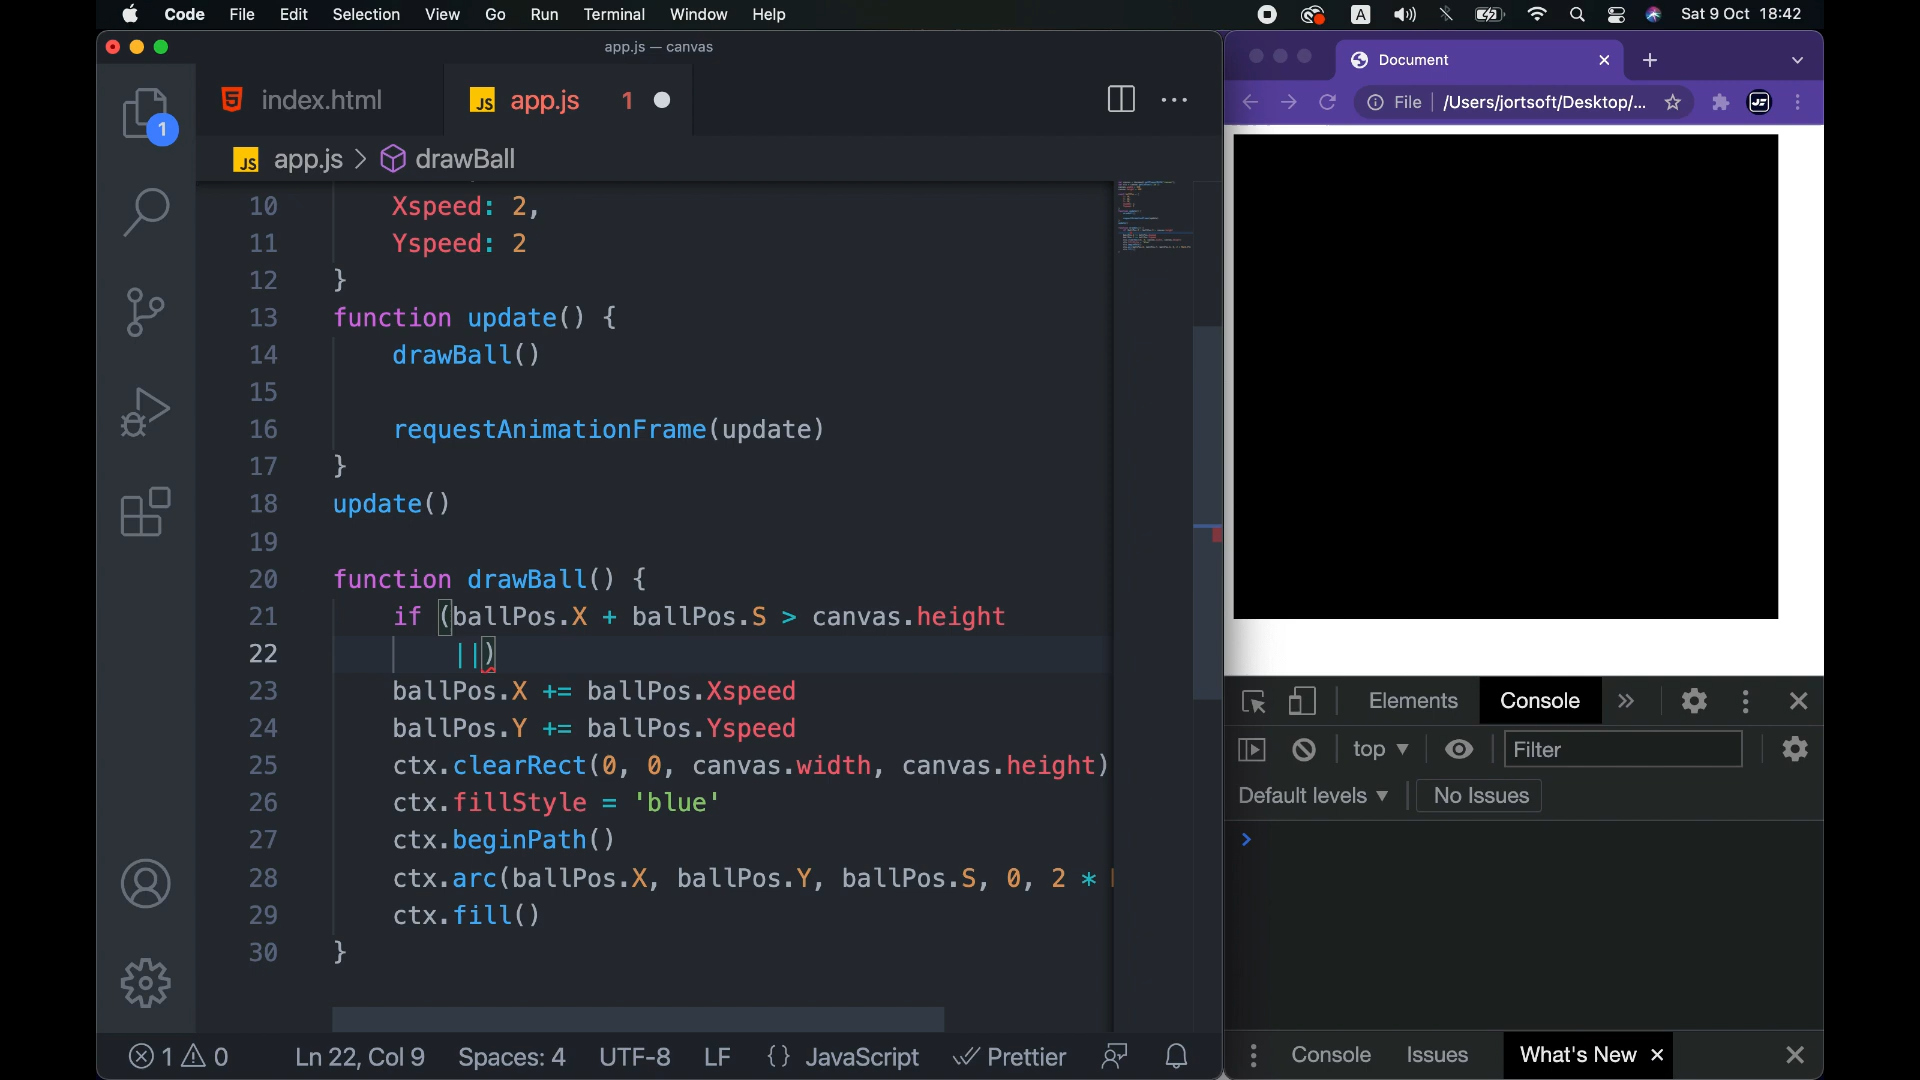 Code File Edit Selection View Go Run Terminal Window Help
A Sat 9 Oct 18:42
app.js — canvas
Document
index.html
JS app.js 1
File /Users/jortsoft/Desktop/...
1
JS app.js > drawBall
10 Xspeed: 2,
11 Yspeed: 2
12 }
13 function update() {
14 drawBall()
15
16 requestAnimationFrame(update)
17 }
18 update()
19
20 function drawBall() {
21 if (ballPos.X + ballPos.S > canvas.height
22 ||)
23 ballPos.X += ballPos.Xspeed
24 ballPos.Y += ballPos.Yspeed
25 ctx.clearRect(0, 0, canvas.width, canvas.height)
26 ctx.fillStyle = 'blue'
27 ctx.beginPath()
28 ctx.arc(ballPos.X, ballPos.Y, ballPos.S, 0, 2 *
29 ctx.fill()
30 }
Elements Console »
top ▼ Filter
Default levels ▼ No Issues
>
1 0 Ln 22, Col 9 Spaces: 4 UTF-8 LF {} JavaScript Prettier
Console Issues What's New ×